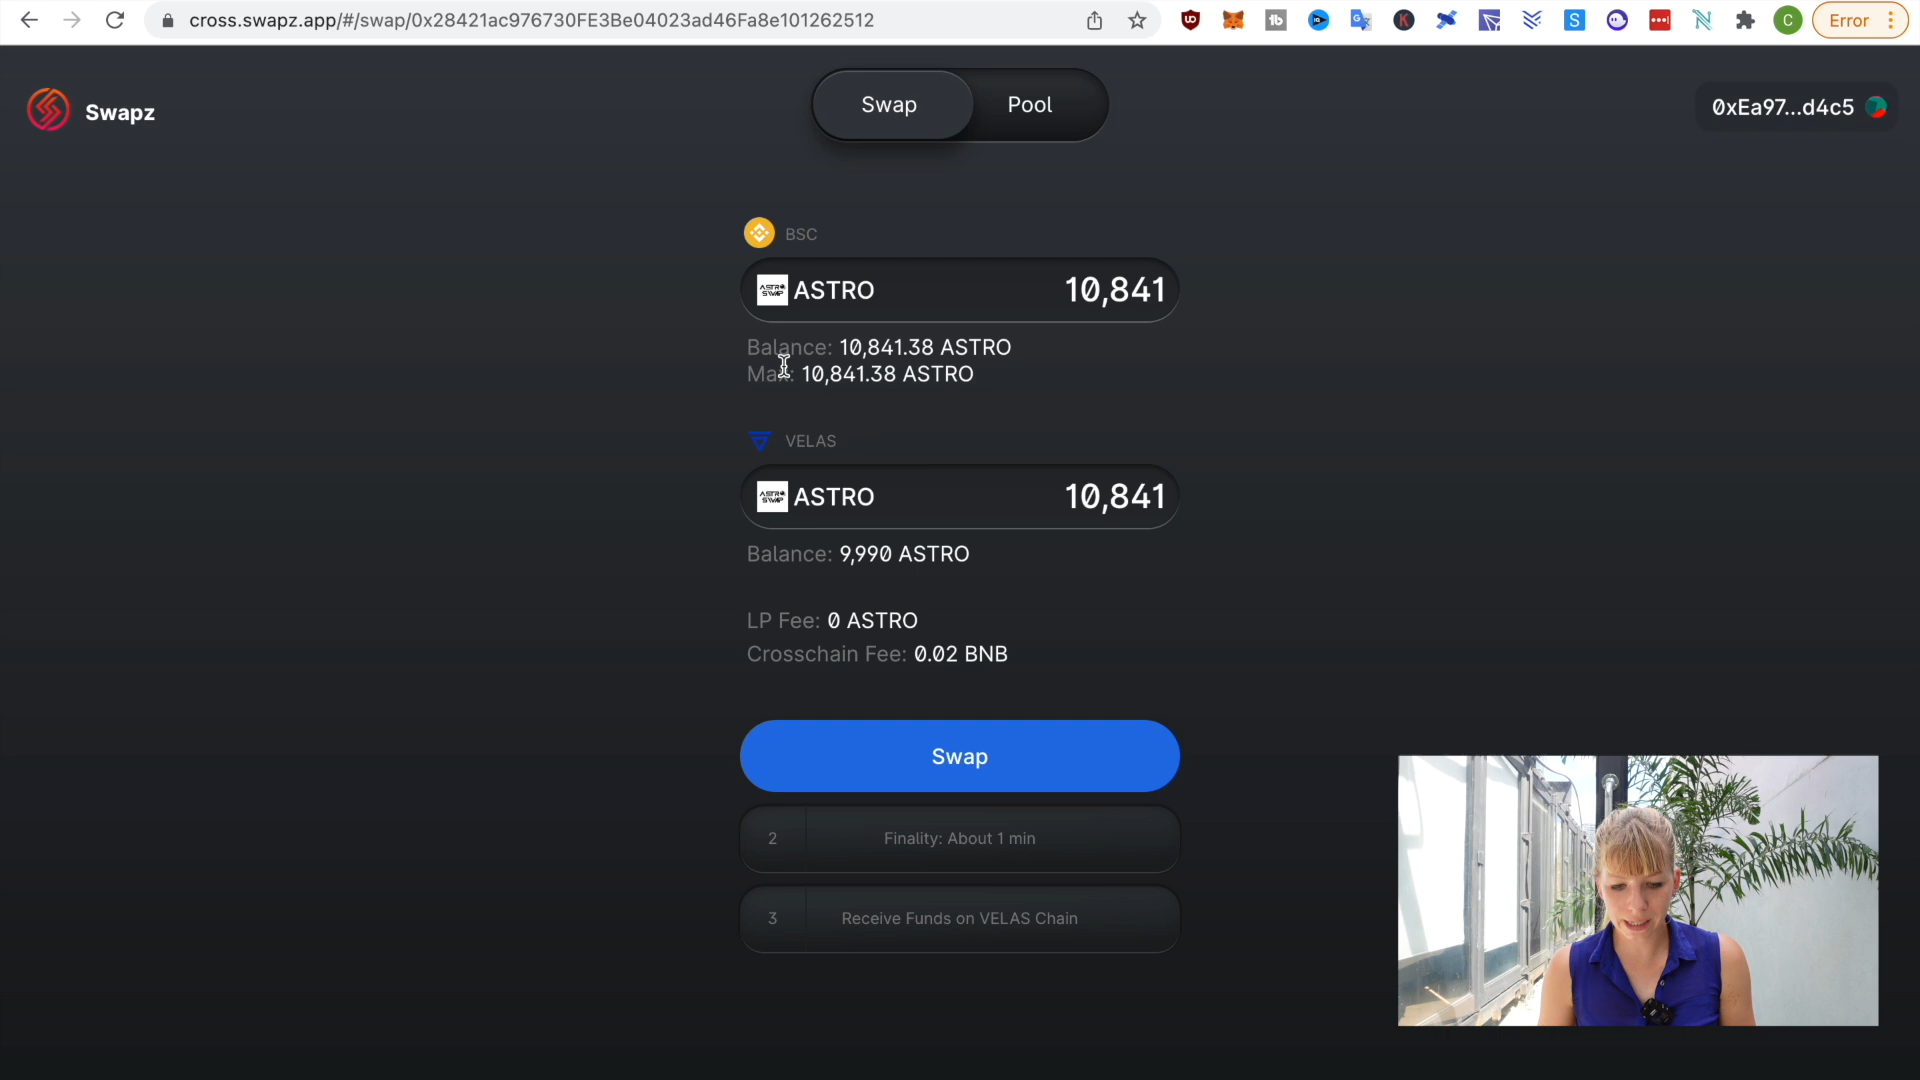 cross.swapz.app/#/swap/0x28421ac976730FE3Be04023ad46Fa8e101262512
C
Error
Swapz
Swap
Pool
0xEa97...d4c5
BSC
ASTRO
10,841
Balance: 10,841.38 ASTRO
Max: 10,841.38 ASTRO
VELAS
ASTRO
10,841
Balance: 9,990 ASTRO
LP Fee: 0 ASTRO
Crosschain Fee: 0.02 BNB
Swap
2
Finality: About 1 min
3
Receive Funds on VELAS Chain